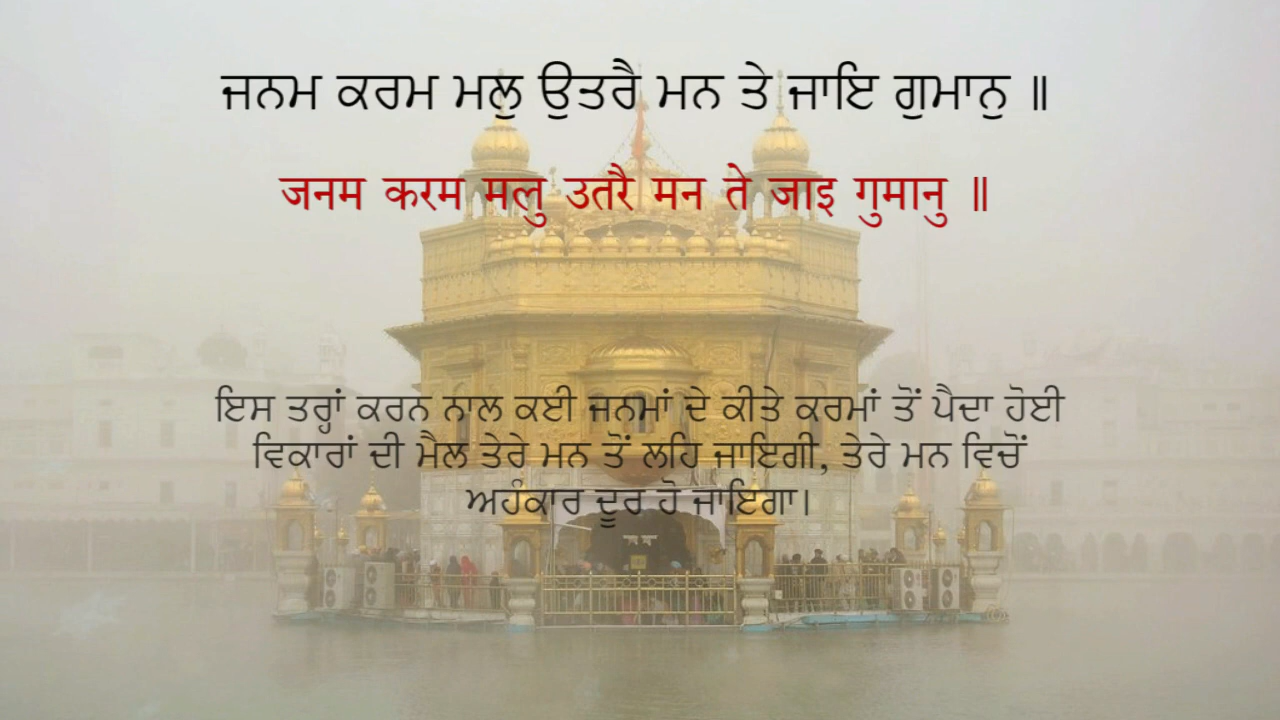 ਜਨਮ ਕਰਮ ਮਲੁ ਉਤਰੈ ਮਨ ਤੇ ਜਾਇ ਗੁਮਾਨੁ ॥
जनम करम मलु उतरै मन ते जाइ गुमानु ॥
ਇਸ ਤਰ੍ਹਾਂ ਕਰਨ ਨਾਲ ਕਈ ਜਨਮਾਂ ਦੇ ਕੀਤੇ ਕਰਮਾਂ ਤੋਂ ਪੈਦਾ ਹੋਈ
ਵਿਕਾਰਾਂ ਦੀ ਮੈਲ ਤੇਰੇ ਮਨ ਤੋਂ ਲਹਿ ਜਾਇਗੀ, ਤੇਰੇ ਮਨ ਵਿਚੋਂ
ਅਹੰਕਾਰ ਦੂਰ ਹੋ ਜਾਇਗਾ।